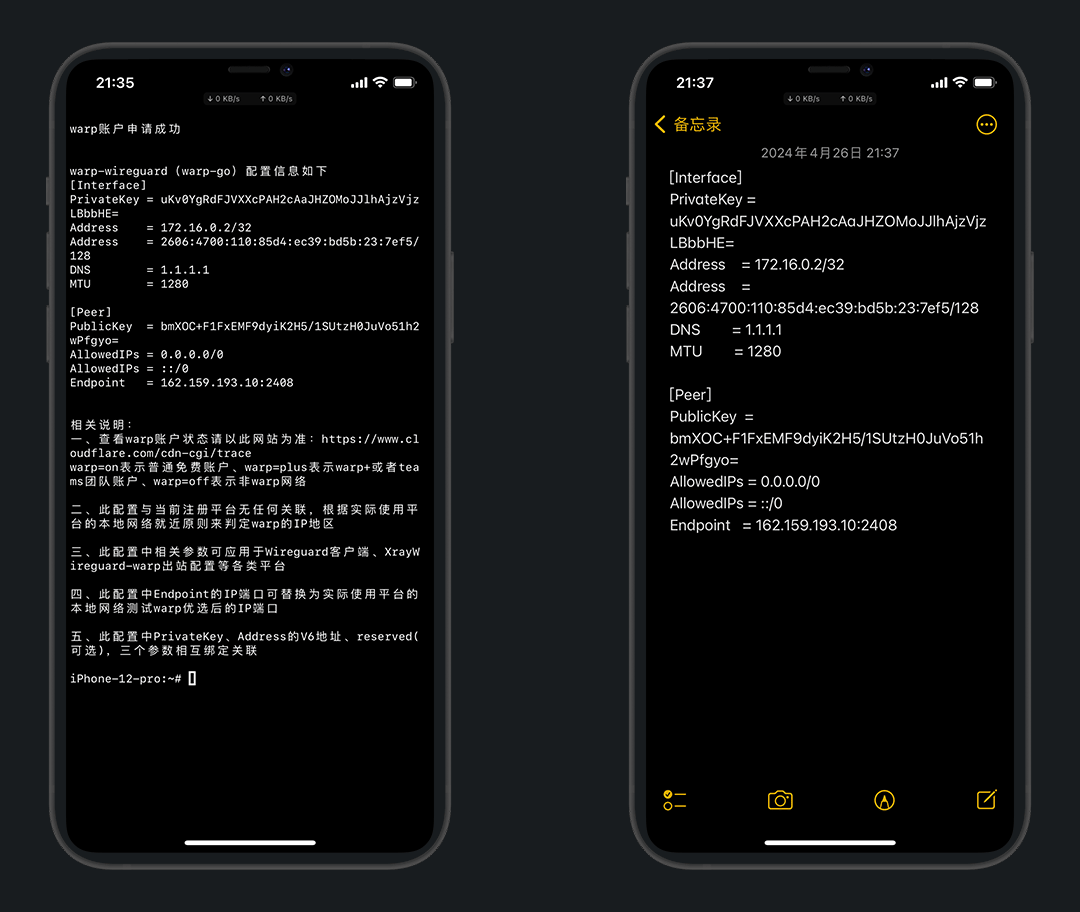 21:35
↓ 0 KB/s ↑ 0 KB/s
warp账户申请成功
warp-wireguard（warp-go）配置信息如下
[Interface]
PrivateKey = uKv0YgRdFJVXXcPAH2cAaJHZOMoJJlhAjzVjz
LBbbHE=
Address = 172.16.0.2/32
Address = 2606:4700:110:85d4:ec39:bd5b:23:7ef5/
128
DNS = 1.1.1.1
MTU = 1280
[Peer]
PublicKey = bmXOC+F1FxEMF9dyiK2H5/1SUtzH0JuVo51h2
wPfgyo=
AllowedIPs = 0.0.0.0/0
AllowedIPs = ::/0
Endpoint = 162.159.193.10:2408
相关说明：
一、查看warp账户状态请以此网站为准：https://www.cl
oudflare.com/cdn-cgi/trace
warp=on表示普通免费账户、warp=plus表示warp+或者tea
ms团队账户、warp=off表示非warp网络
二、此配置与当前注册平台无任何关联，根据实际使用平
台的本地网络就近原则来判定warp的IP地区
三、此配置中相关参数可应用于Wireguard客户端、XrayW
ireguard-warp出站配置等各类平台
四、此配置中Endpoint的IP端口可替换为实际使用平台的
本地网络测试warp优选后的IP端口
五、此配置中PrivateKey、Address的V6地址、reserved(
可选)，三个参数相互绑定关联
iPhone-12-pro:~#
21:37
↓ 0 KB/s ↑ 0 KB/s
备忘录
2024年4月26日 21:37
[Interface]
PrivateKey =
uKv0YgRdFJVXXcPAH2cAaJHZOMoJJlhAjzVjz
LBbbHE=
Address = 172.16.0.2/32
Address =
2606:4700:110:85d4:ec39:bd5b:23:7ef5/128
DNS = 1.1.1.1
MTU = 1280
[Peer]
PublicKey =
bmXOC+F1FxEMF9dyiK2H5/1SUtzH0JuVo51h
2wPfgyo=
AllowedIPs = 0.0.0.0/0
AllowedIPs = ::/0
Endpoint = 162.159.193.10:2408